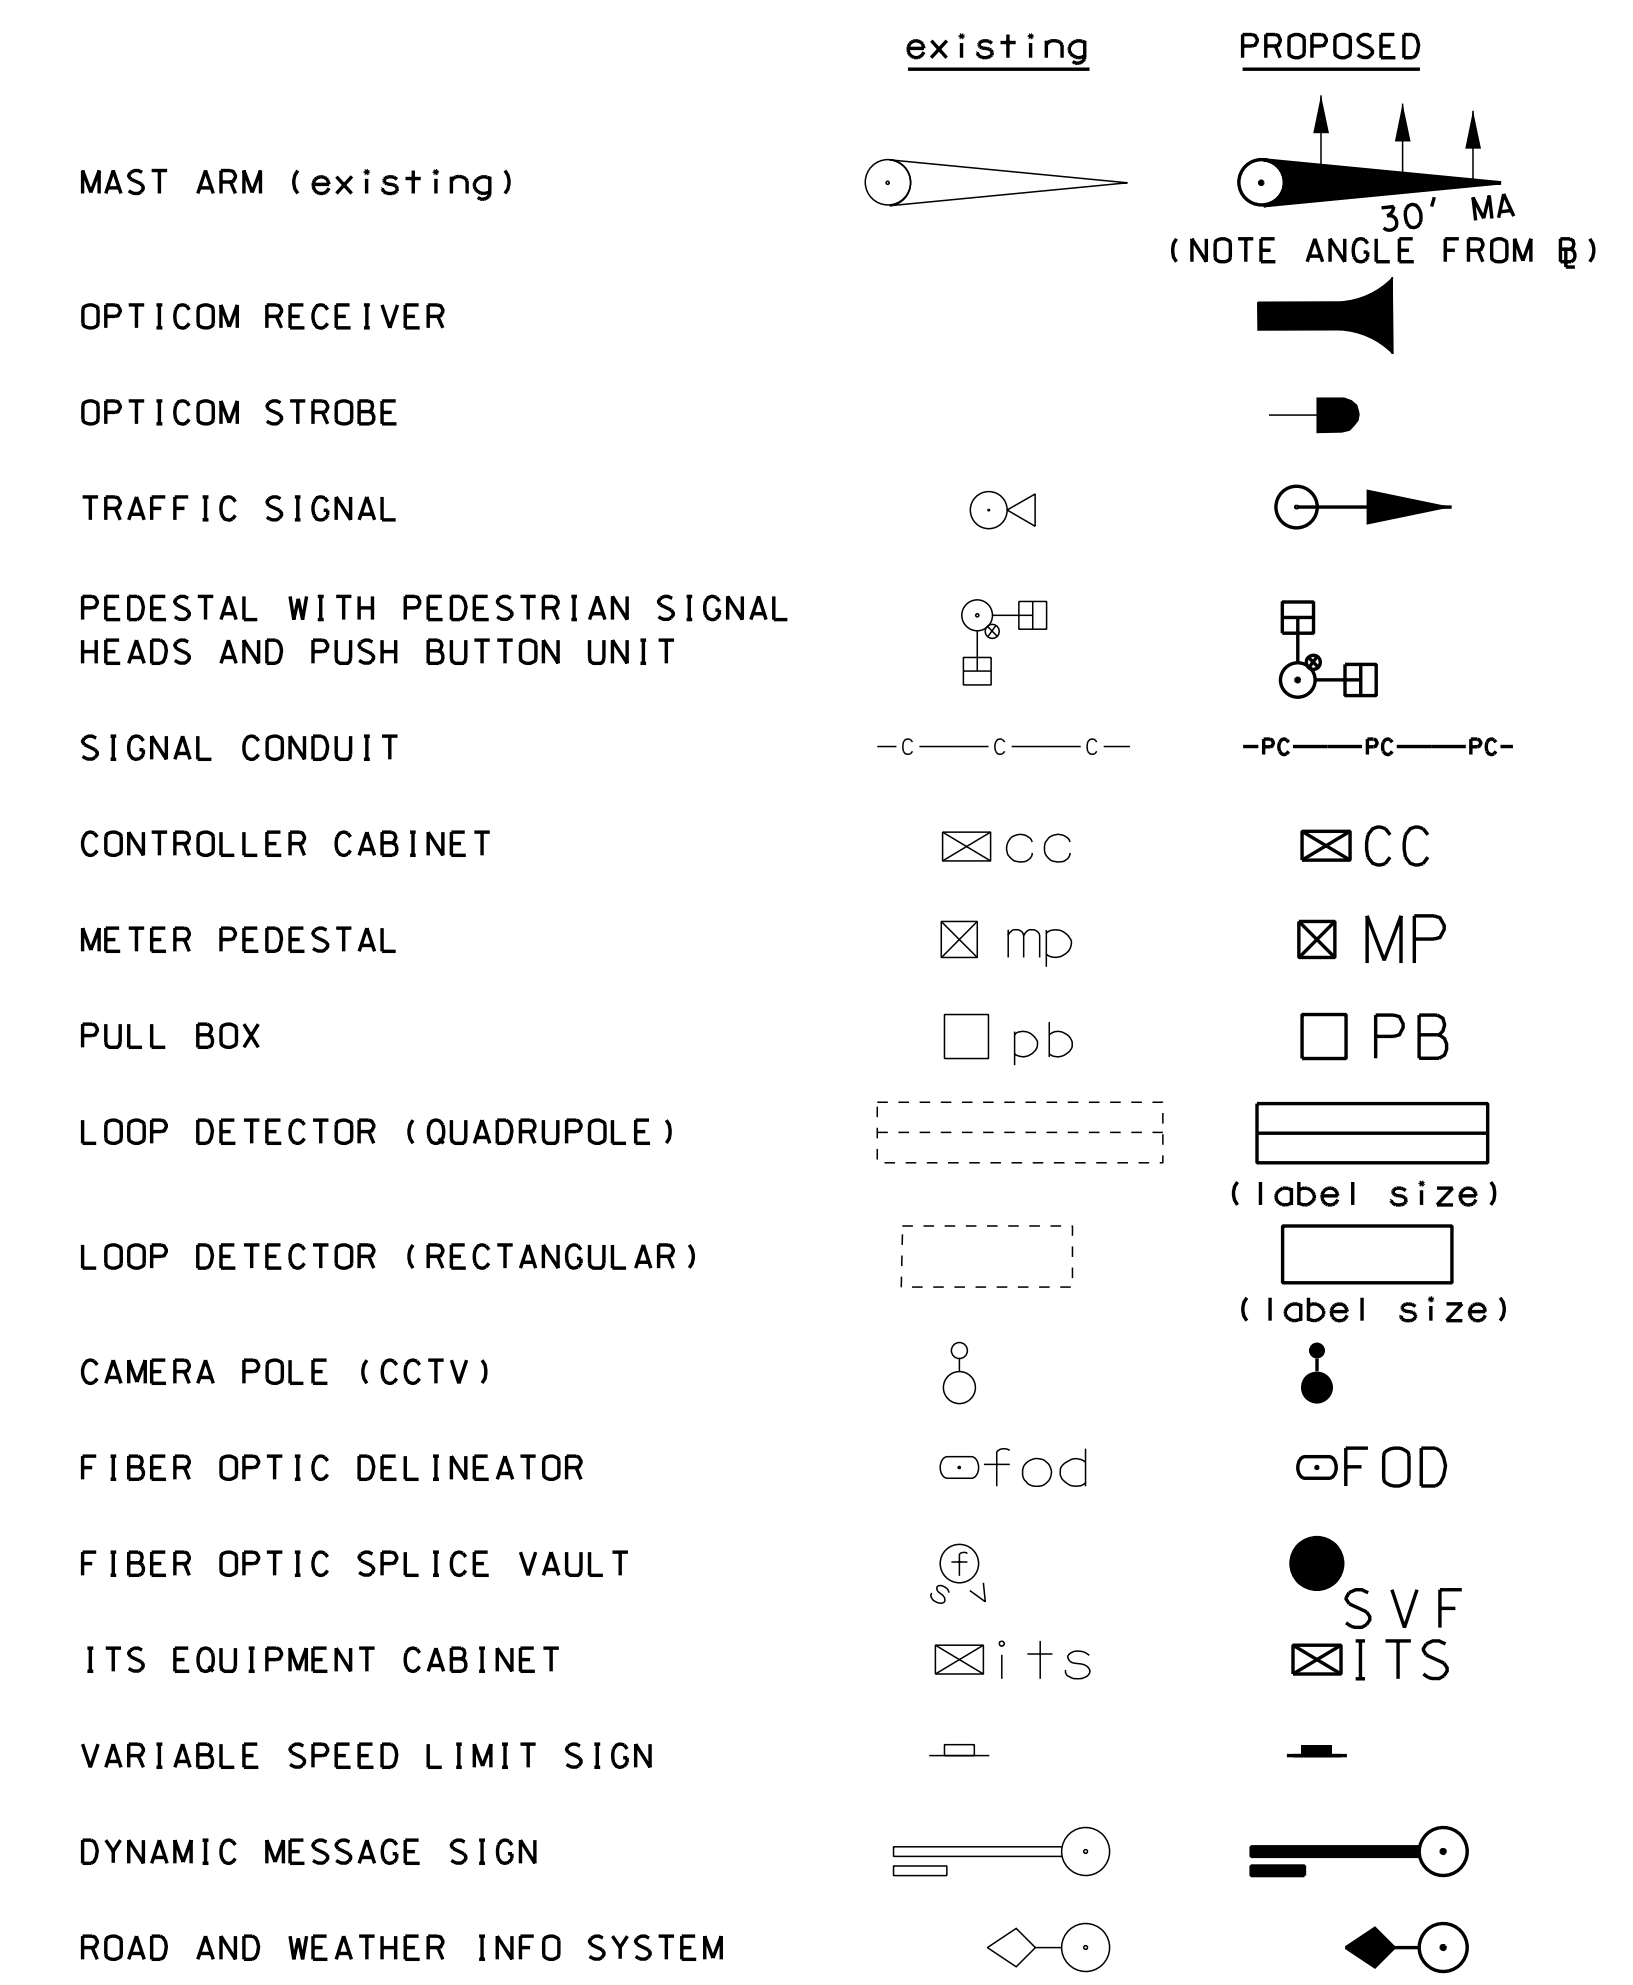 existing PROPOSED
MAST ARM (existing)
30' MA
(NOTE ANGLE FROM BL)
OPTICOM RECEIVER
OPTICOM STROBE
TRAFFIC SIGNAL
PEDESTAL WITH PEDESTRIAN SIGNAL
HEADS AND PUSH BUTTON UNIT
SIGNAL CONDUIT C C C PC PC PC
CONTROLLER CABINET cc CC
METER PEDESTAL mp MP
PULL BOX pb PB
LOOP DETECTOR (QUADRUPOLE)
(label size)
LOOP DETECTOR (RECTANGULAR)
(label size)
CAMERA POLE (CCTV)
FIBER OPTIC DELINEATOR fod FOD
FIBER OPTIC SPLICE VAULT f
s v SVF
ITS EQUIPMENT CABINET its ITS
VARIABLE SPEED LIMIT SIGN
DYNAMIC MESSAGE SIGN
ROAD AND WEATHER INFO SYSTEM